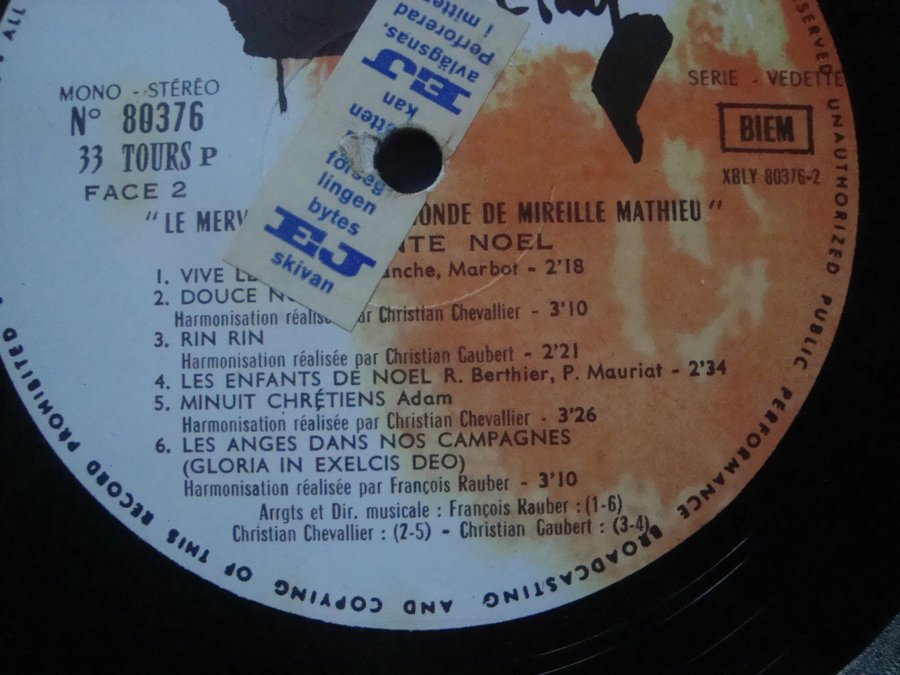 MONO - STÉRÉO
N° 80376
33 TOURS P
FACE 2
SERIE - VEDETTE
BIEM
XBLY 80376-2
" LE MERV ONDE DE MIREILLE MATHIEU "
NTE NOEL
1. VIVE LE anche, Marbot - 2'18
2. DOUCE N
Harmonisation réalis ar Christian Chevallier - 3'10
3. RIN RIN
Harmonisation réalisée par Christian Gaubert - 2'21
4. LES ENFANTS DE NOEL R. Berthier, P. Mauriat - 2'34
5. MINUIT CHRÉTIENS Adam
Harmonisation réalisée par Christian Chevallier - 3'26
6. LES ANGES DANS NOS CAMPAGNES
(GLORIA IN EXELCIS DEO)
Harmonisation réalisée par François Rauber - 3'10
Arrgts et Dir. musicale : François Rauber : (1-6)
Christian Chevallier : (2-5) - Christian Gaubert : (3-4)
ALL
RESERVED UNAUTHORIZED PUBLIC PERFORMANCE BROADCASTING AND COPYING OF THIS RECORD PROHIBITED
Perforerad
i mitten
avlägsnas.
EJ
kan
etten
förseg
lingen
bytes
EJ
skivan